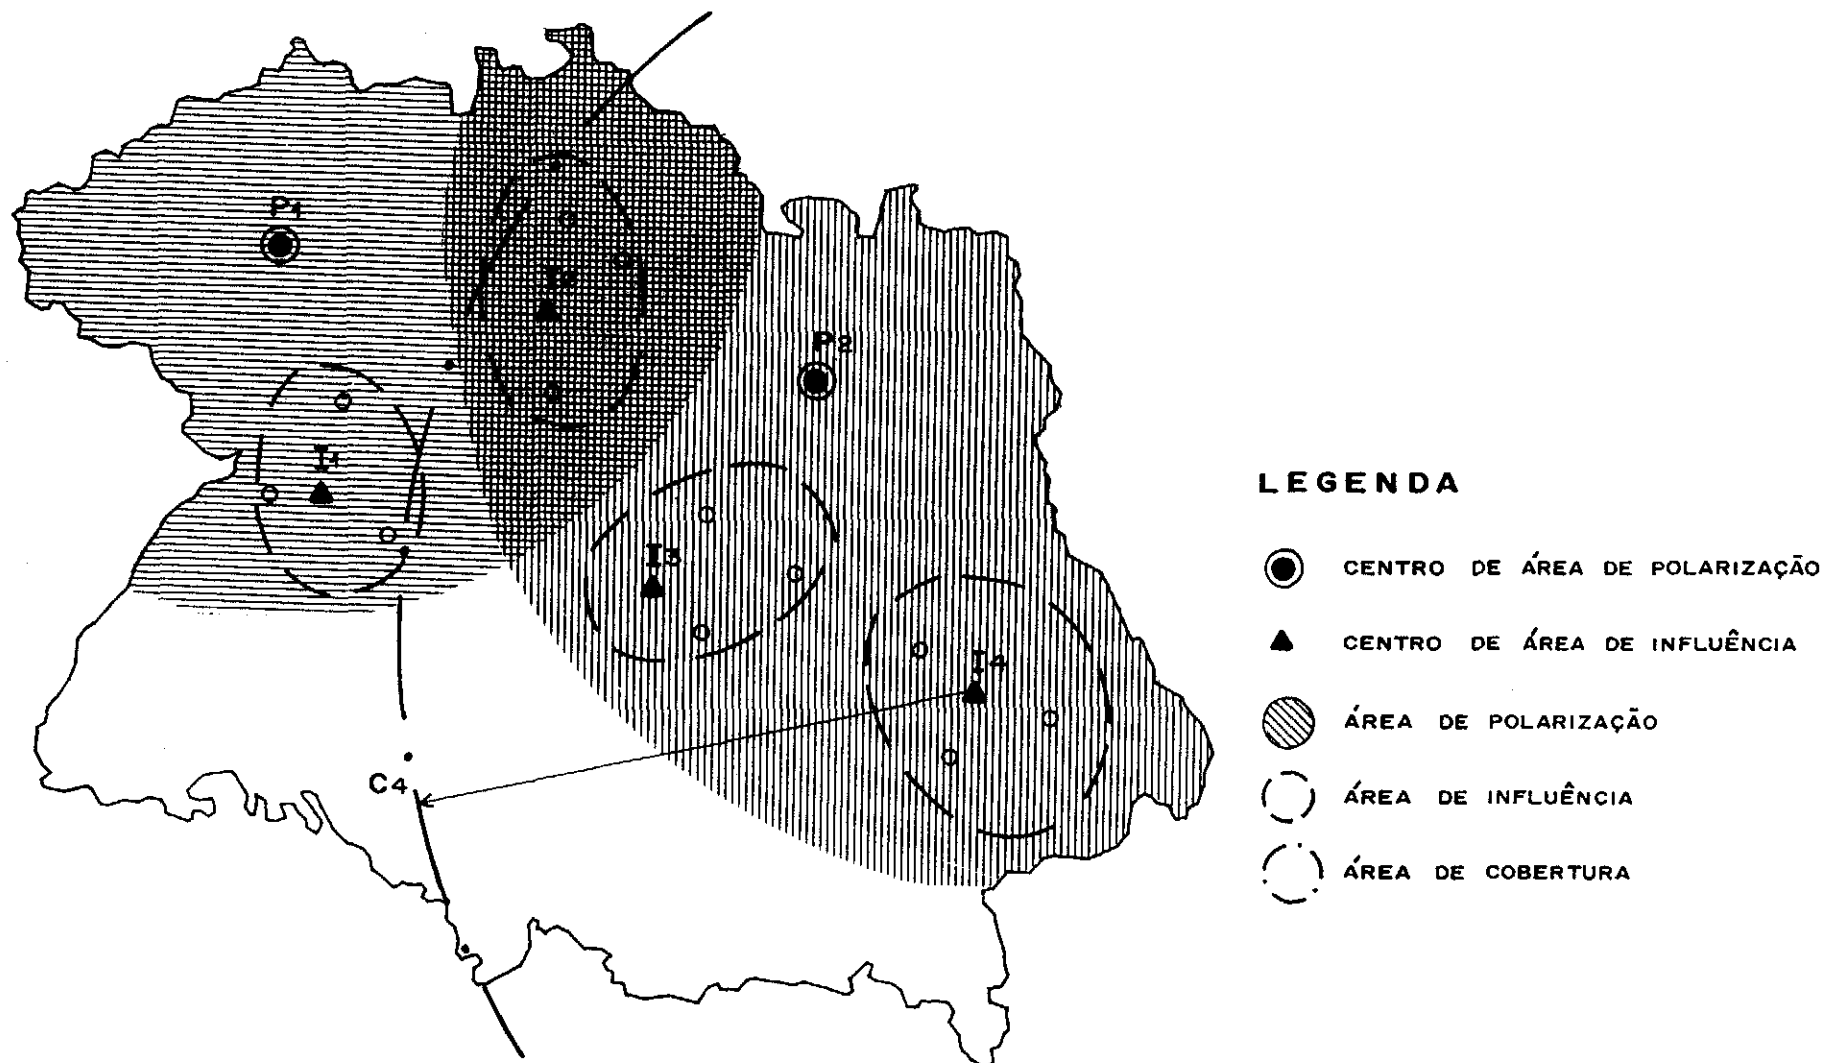 P1
I2
P2
I1
I3
I4
C4
LEGENDA
CENTRO DE ÁREA DE POLARIZAÇÃO
CENTRO DE ÁREA DE INFLUÊNCIA
ÁREA DE POLARIZAÇÃO
ÁREA DE INFLUÊNCIA
ÁREA DE COBERTURA